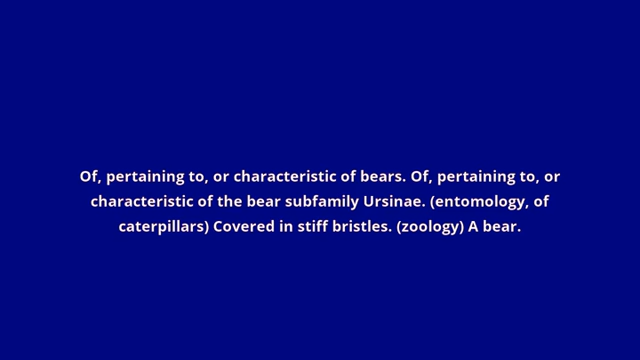 Of, pertaining to, or characteristic of bears. Of, pertaining to, or
characteristic of the bear subfamily Ursinae. (entomology, of
caterpillars) Covered in stiff bristles. (zoology) A bear.